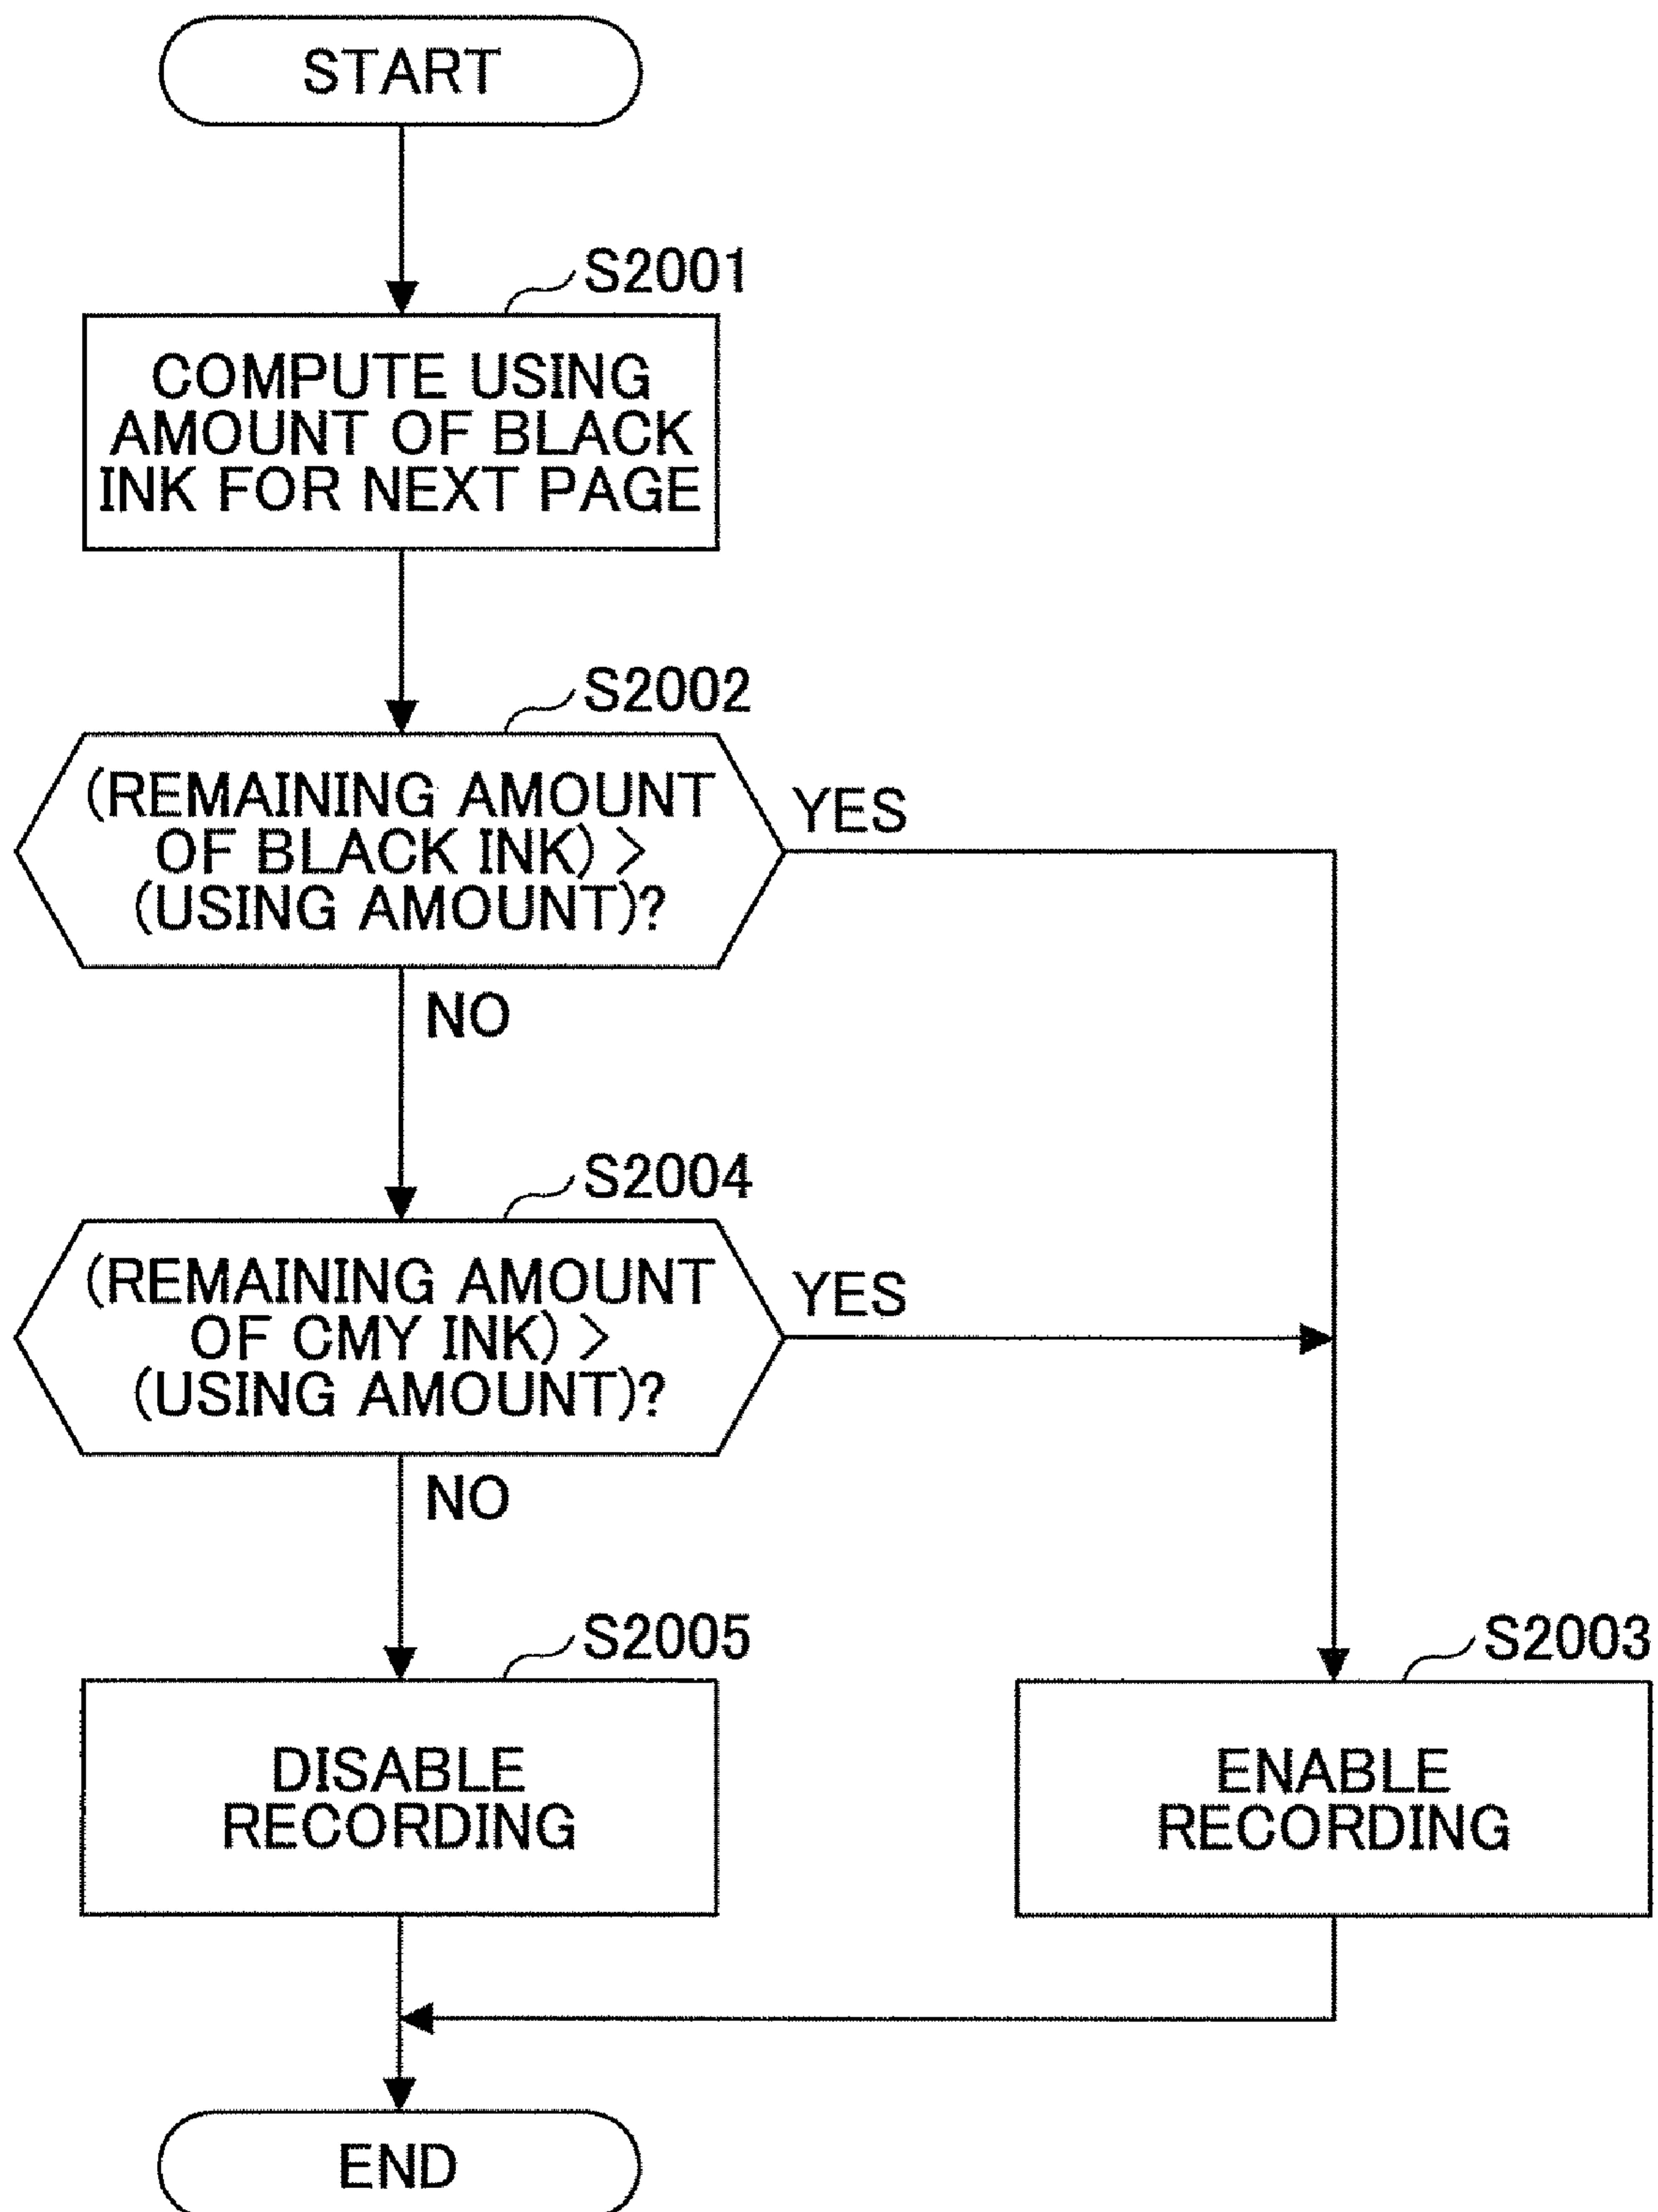 START
S2001
COMPUTE USING
AMOUNT OF BLACK
INK FOR NEXT PAGE
S2002
(REMAINING AMOUNT
OF BLACK INK) >
(USING AMOUNT)?
YES
NO
S2004
(REMAINING AMOUNT
OF CMY INK) >
(USING AMOUNT)?
YES
NO
S2005
DISABLE
RECORDING
S2003
ENABLE
RECORDING
END